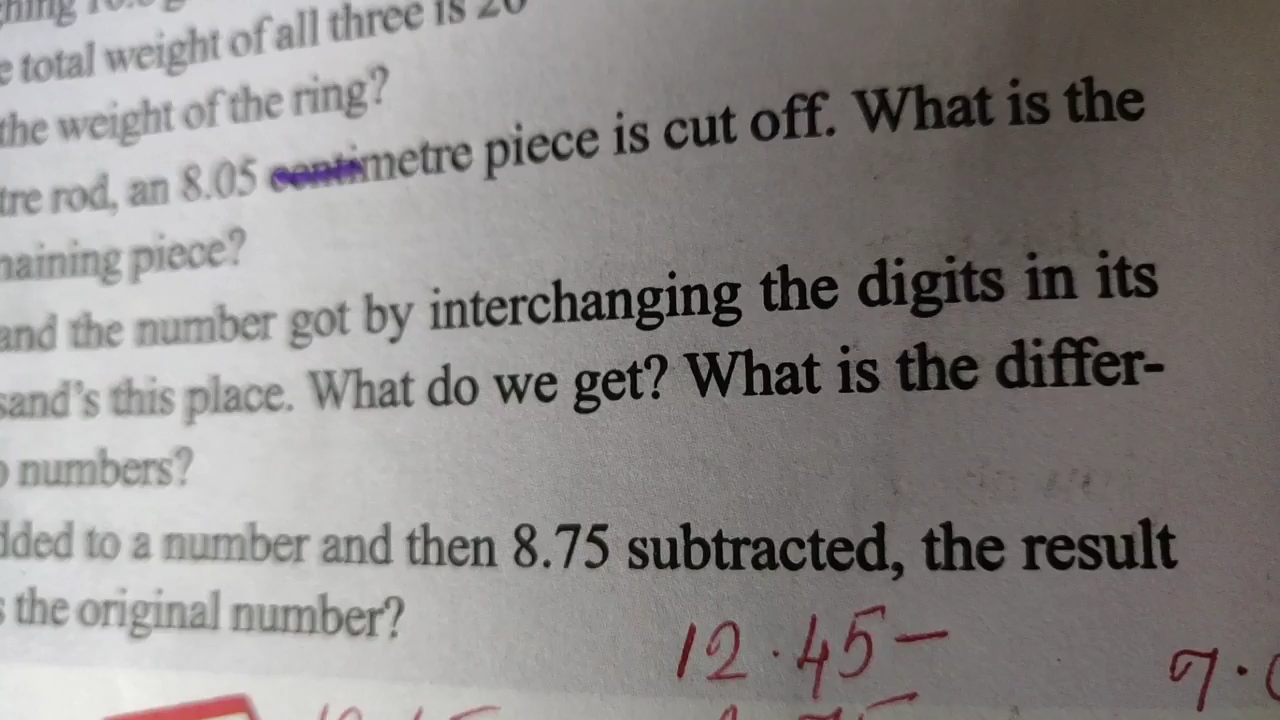 total weight of all three is 20
the weight of the ring?
tre rod, an 8.05 centimetre piece is cut off. What is the
naining piece?
and the number got by interchanging the digits in its
sand's this place. What do we get? What is the differ-
numbers?
dded to a number and then 8.75 subtracted, the result
the original number?
12.45 –